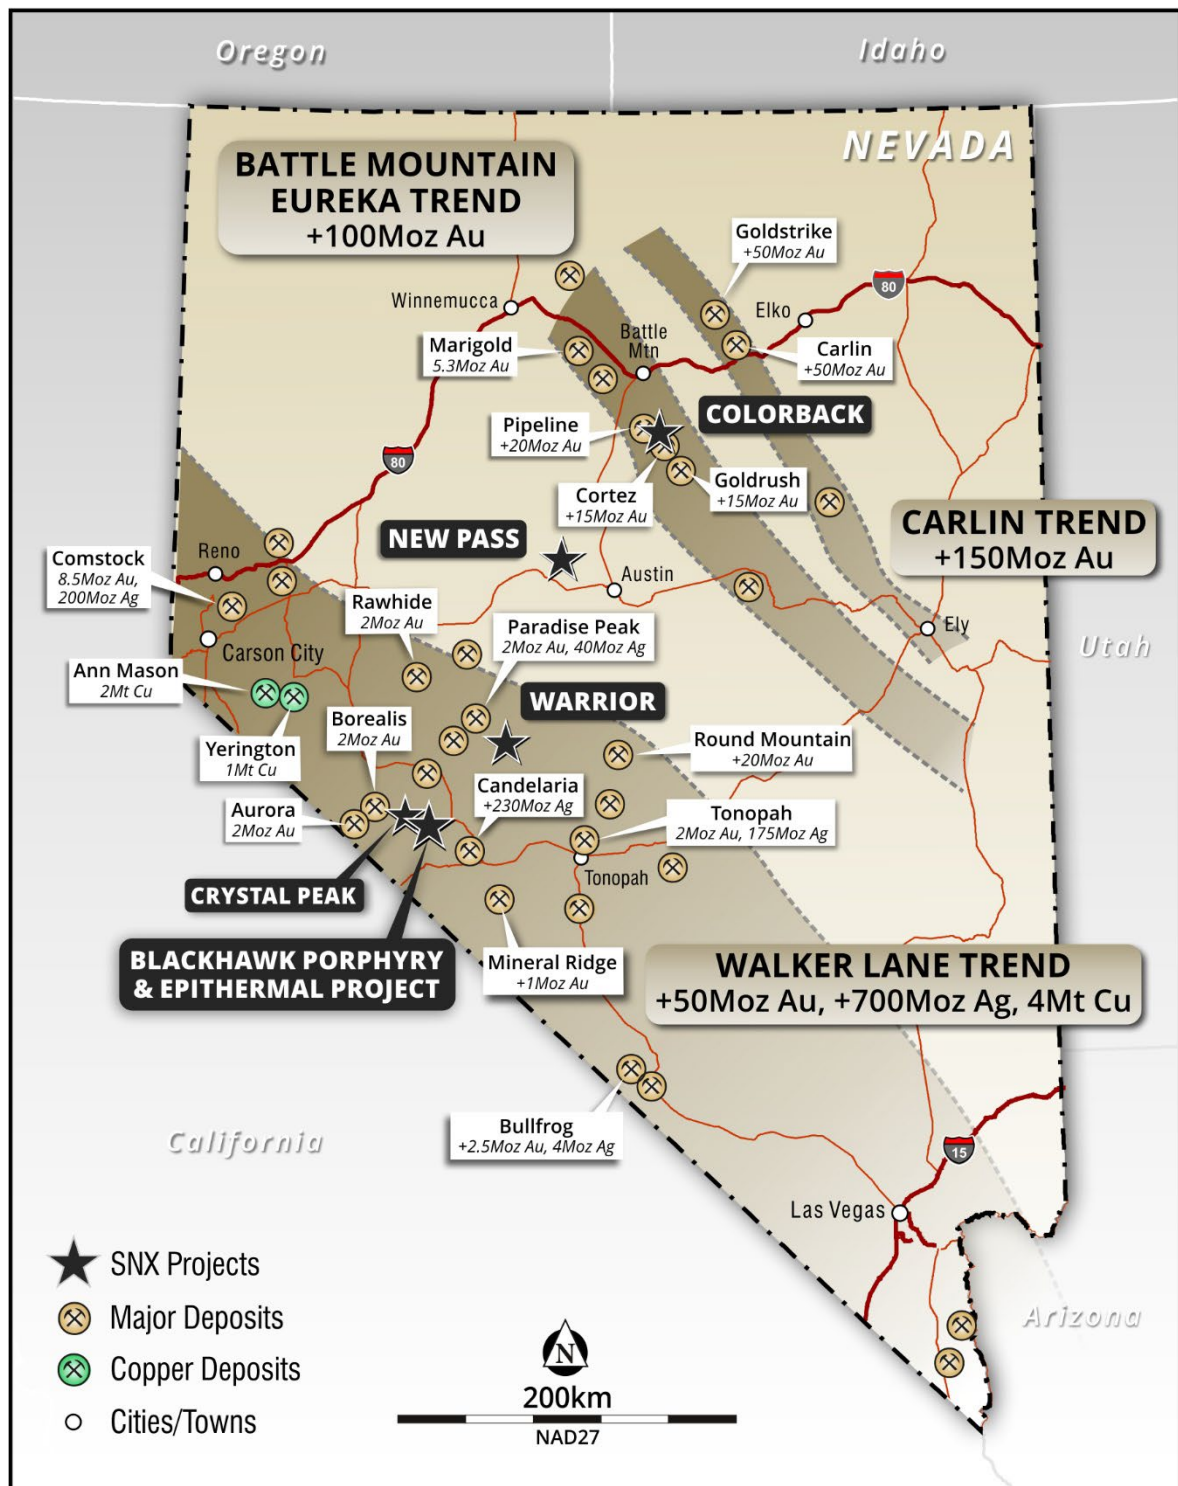 Oregon
Idaho
NEVADA
BATTLE MOUNTAIN
EUREKA TREND
+100Moz Au
Goldstrike
+50Moz Au
80
Winnemucca
Elko
Battle
Mtn
Marigold
5.3Moz Au
Carlin
+50Moz Au
COLORBACK
Pipeline
+20Moz Au
80
Goldrush
+15Moz Au
Cortez
+15Moz Au
CARLIN TREND
+150Moz Au
NEW PASS
Reno
Comstock
8.5Moz Au,
200Moz Ag
Austin
Rawhide
2Moz Au
Paradise Peak
2Moz Au, 40Moz Ag
Ely
Utah
Carson City
Ann Mason
2Mt Cu
WARRIOR
Borealis
2Moz Au
Yerington
1Mt Cu
Round Mountain
+20Moz Au
Candelaria
+230Moz Ag
Aurora
2Moz Au
Tonopah
2Moz Au, 175Moz Ag
Tonopah
CRYSTAL PEAK
BLACKHAWK PORPHYRY
& EPITHERMAL PROJECT
Mineral Ridge
+1Moz Au
WALKER LANE TREND
+50Moz Au, +700Moz Ag, 4Mt Cu
Bullfrog
+2.5Moz Au, 4Moz Ag
California
15
Las Vegas
Arizona
SNX Projects
Major Deposits
Copper Deposits
Cities/Towns
N
200km
NAD27